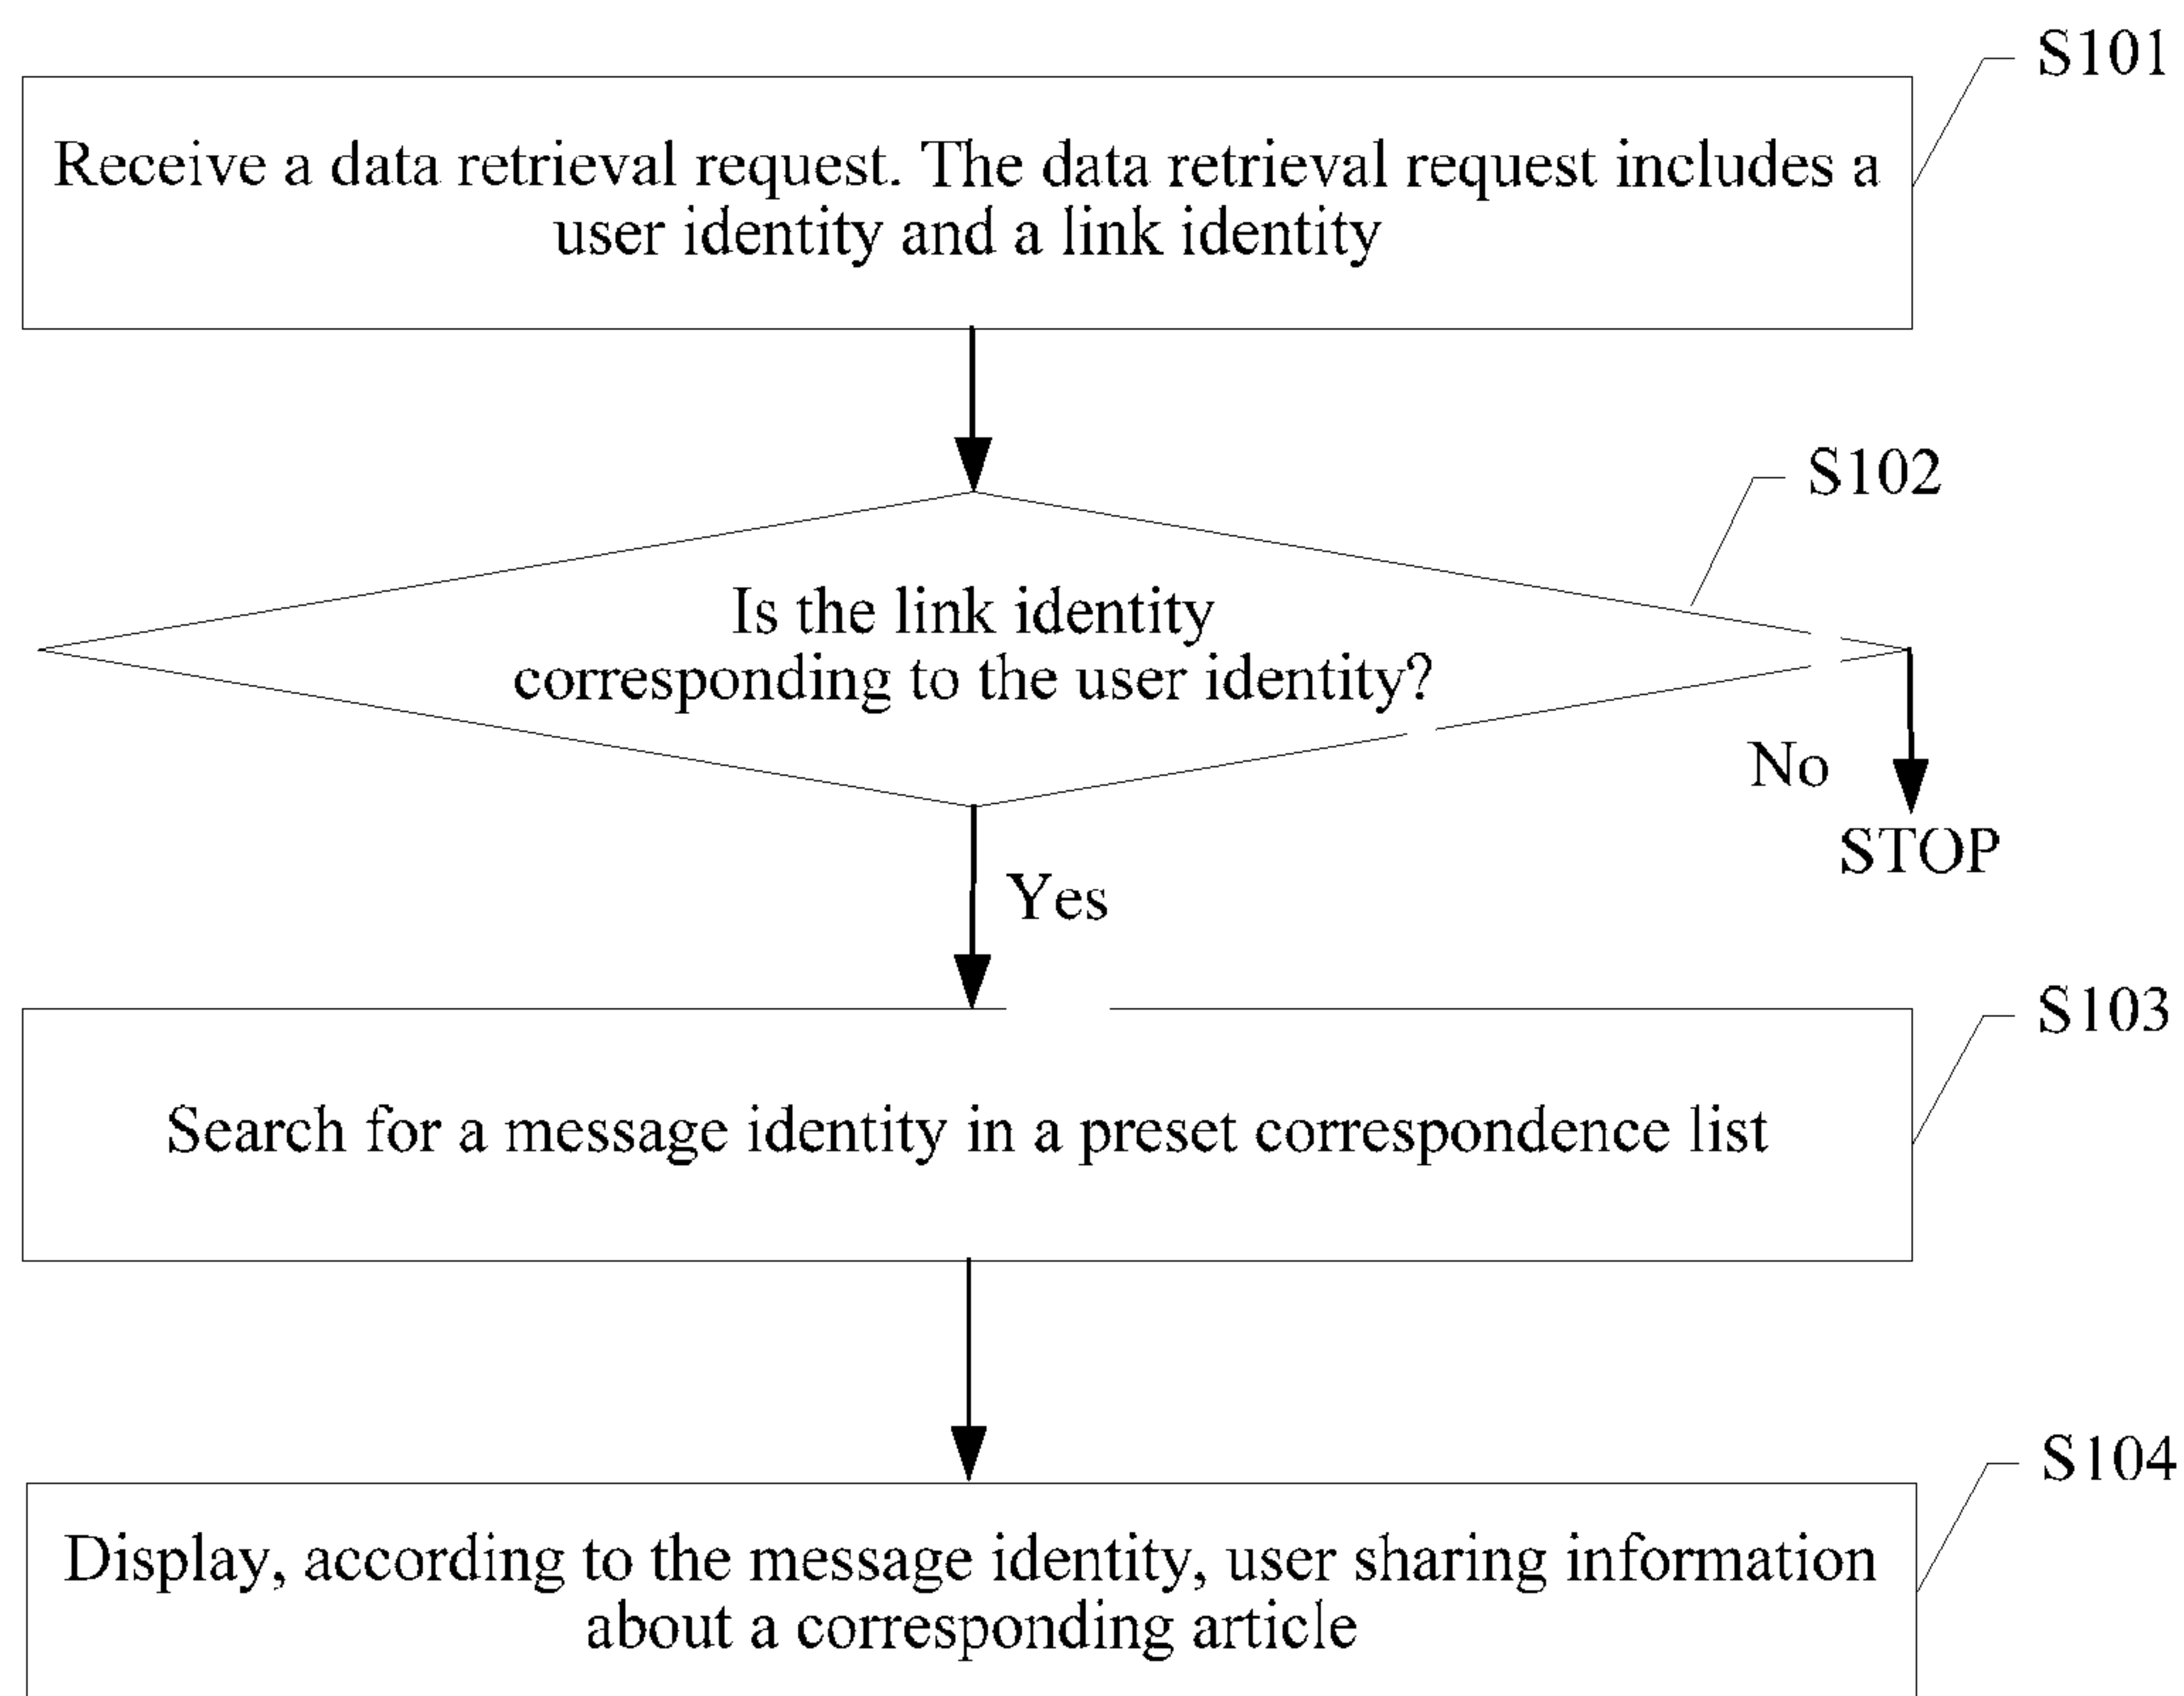 S101
Receive a data retrieval request. The data retrieval request includes a
user identity and a link identity
S102
Is the link identity
corresponding to the user identity?
No
STOP
Yes
S103
Search for a message identity in a preset correspondence list
S104
Display, according to the message identity, user sharing information
about a corresponding article